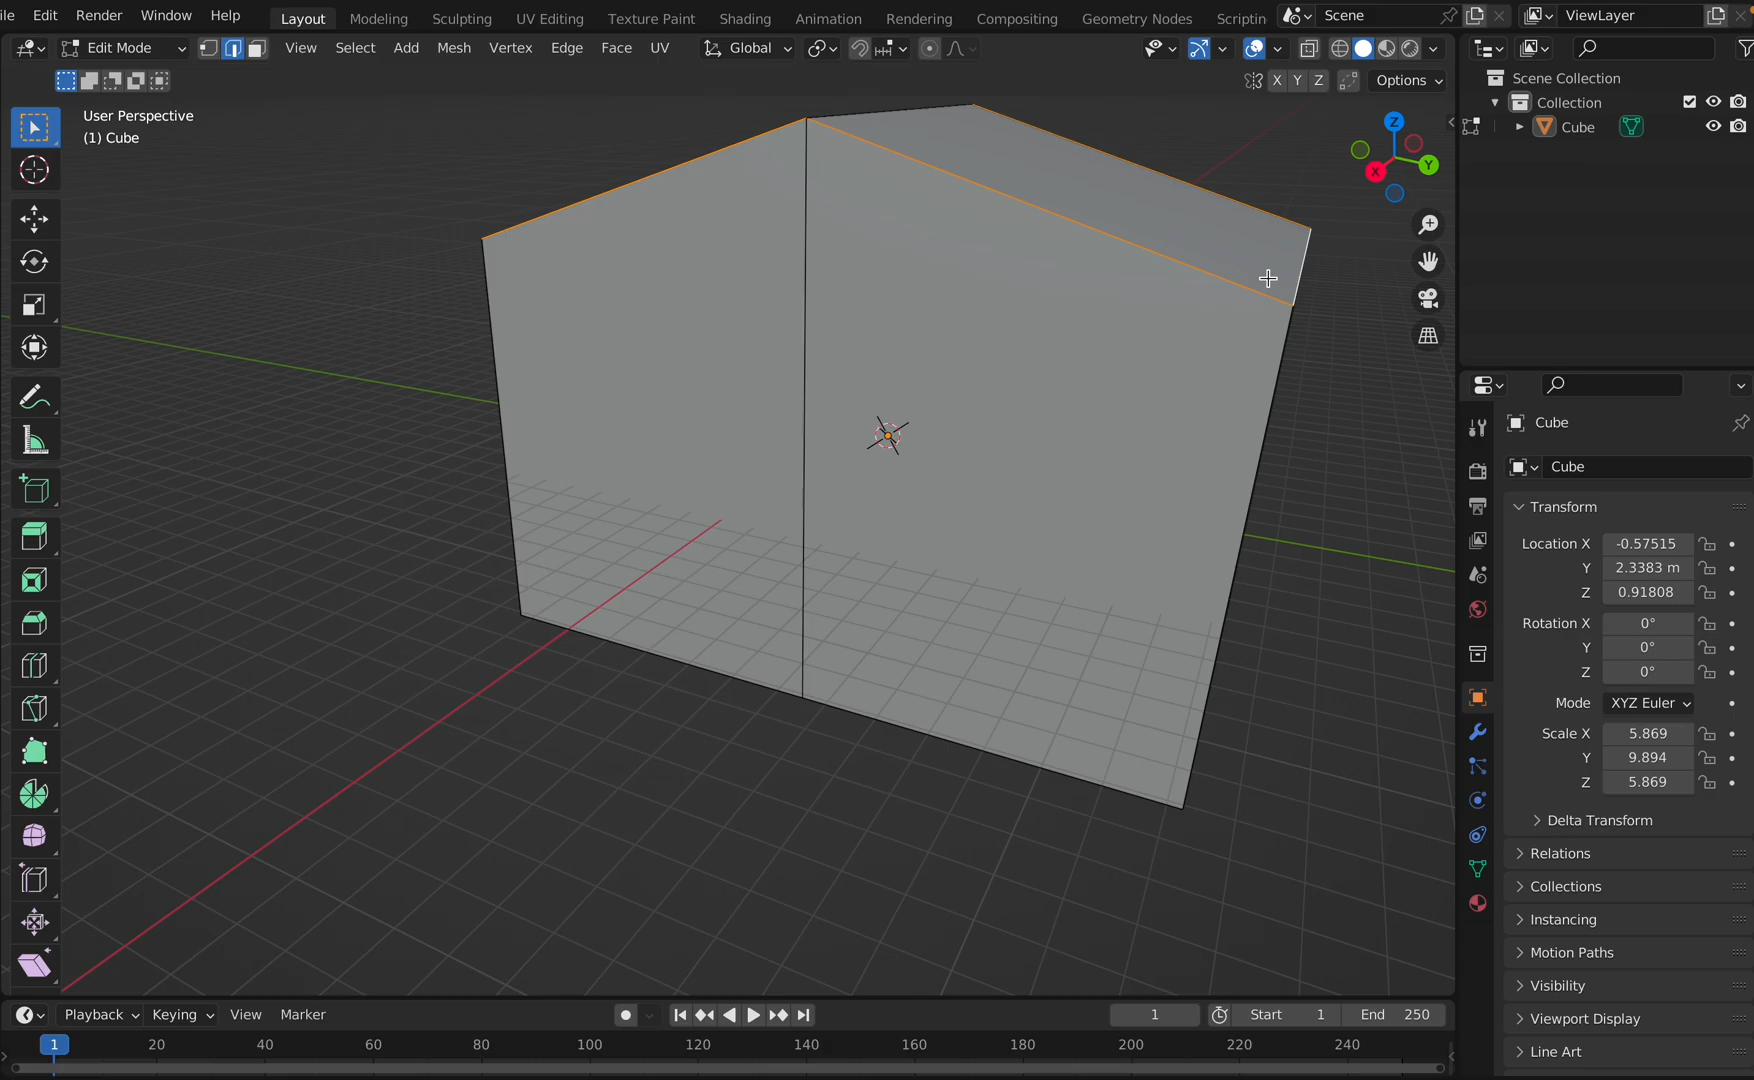 le Edit Render Window Help Layout Modeling Sculpting UV Editing Texture Paint Shading Animation Rendering Compositing Geometry Nodes Scriptin Scene ViewLayer
Edit Mode View Select Add Mesh Vertex Edge Face UV Global
X Y Z Options
User Perspective
(1) Cube
Z
Y
X
Scene Collection
Collection
Cube
Cube
Cube
Transform
Location X -0.57515
Y 2.3383 m
Z 0.91808
Rotation X 0°
Y 0°
Z 0°
Mode XYZ Euler
Scale X 5.869
Y 9.894
Z 5.869
Delta Transform
Relations
Collections
Instancing
Motion Paths
Visibility
Viewport Display
Line Art
Playback Keying View Marker 1 Start 1 End 250
1 20 40 60 80 100 120 140 160 180 200 220 240